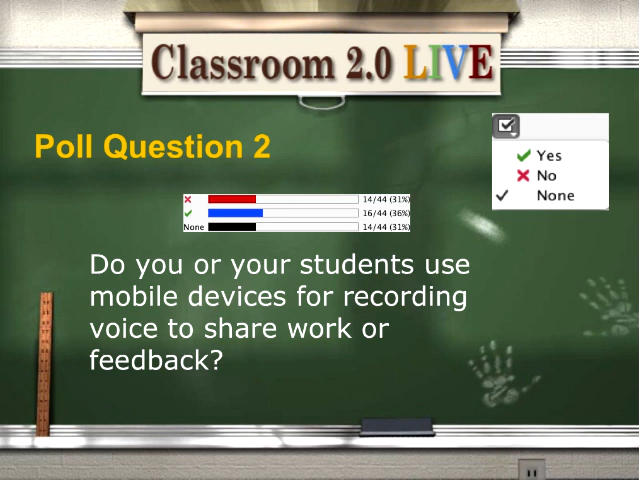 Classroom 2.0 LIVE
Poll Question 2
Yes
No
None
14/44 (31%)
16/44 (36%)
None 14/44 (31%)
Do you or your students use
mobile devices for recording
voice to share work or
feedback?